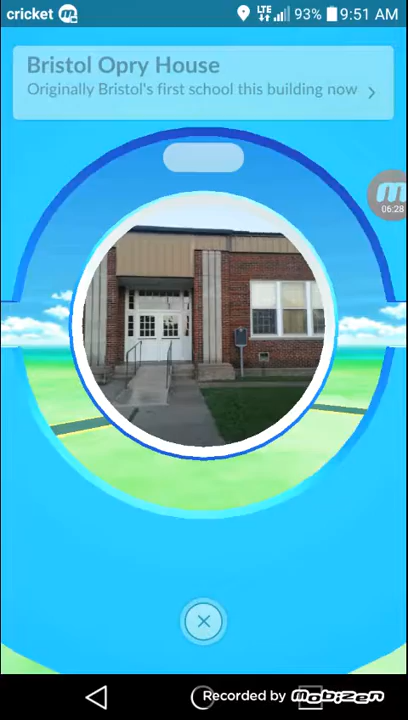 cricket LTE 93% 9:51 AM
Bristol Opry House
Originally Bristol's first school this building now
06:28
Recorded by mobizen